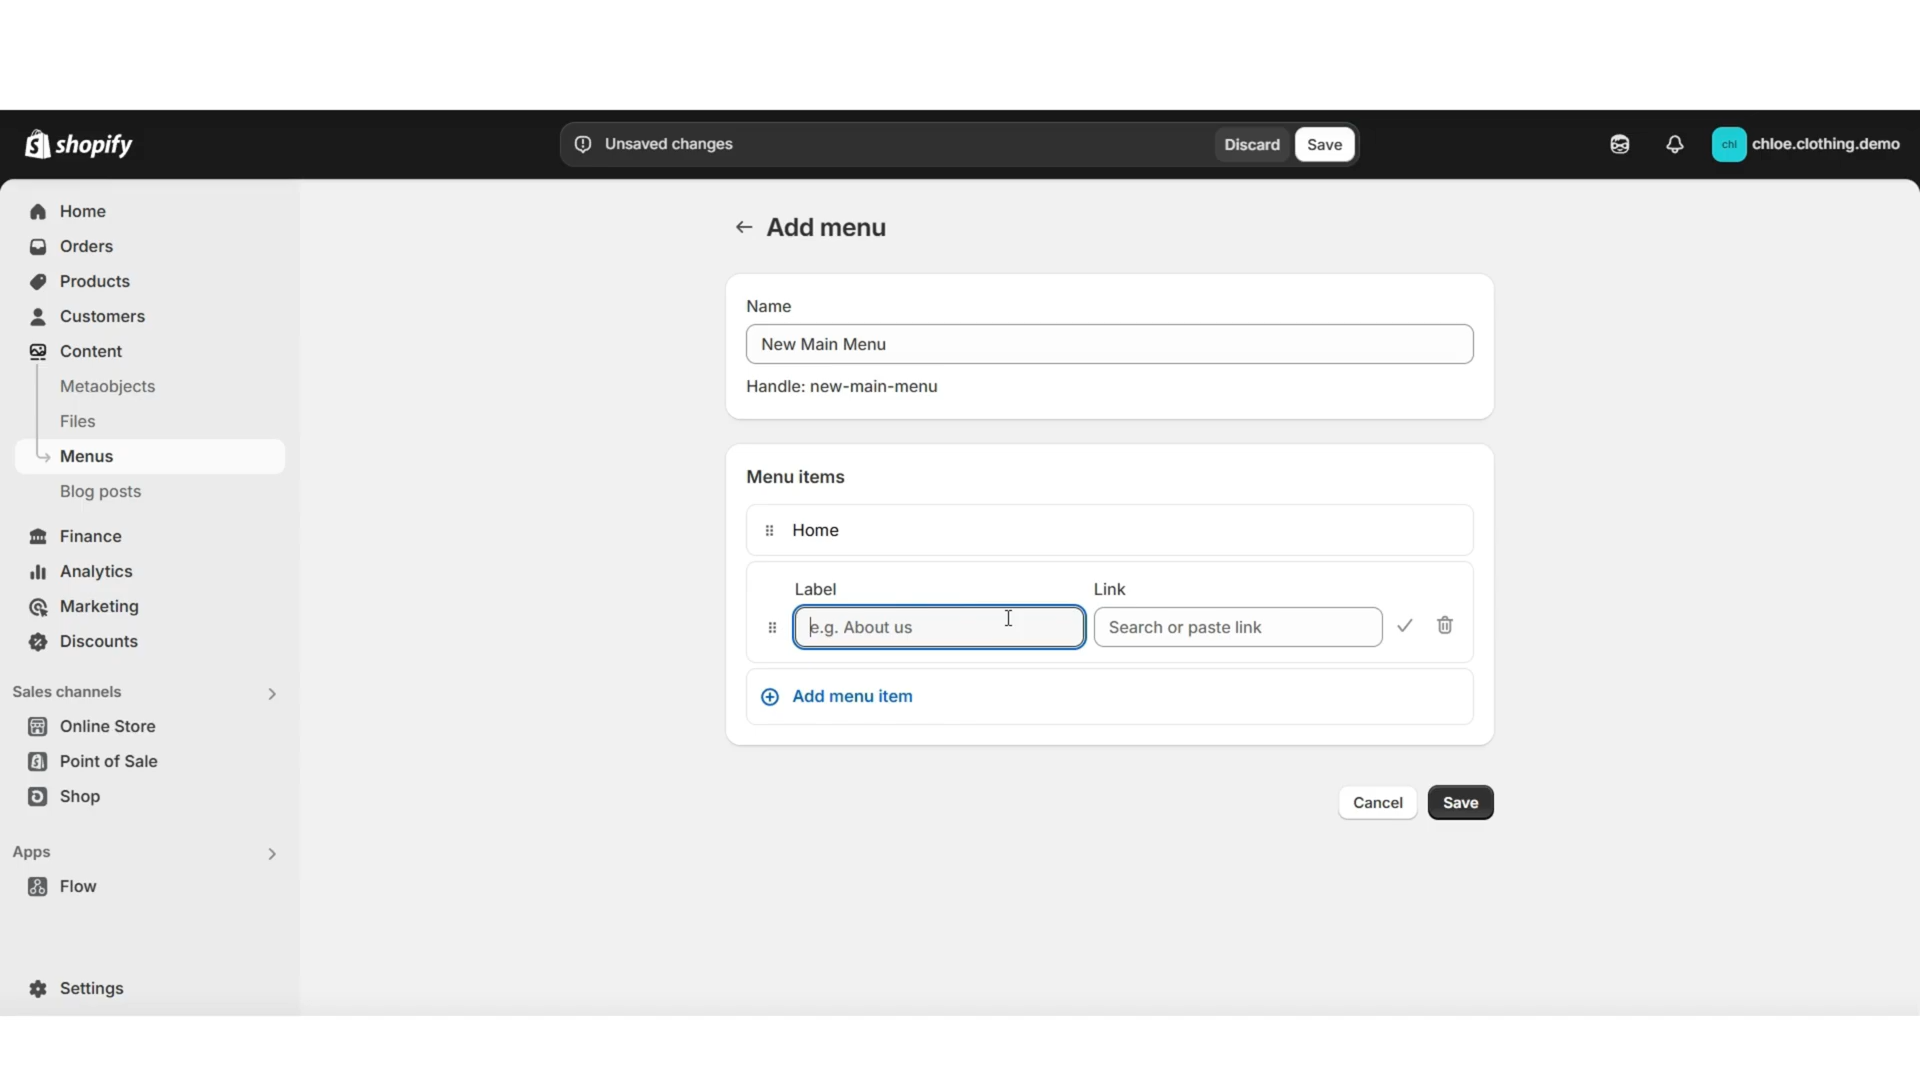 shopify
Unsaved changes
Discard
Save
chl
chloe.clothing.demo
Home
Orders
Products
Customers
Content
Metaobjects
Files
Menus
Blog posts
Finance
Analytics
Marketing
Discounts
Sales channels
Online Store
Point of Sale
Shop
Apps
Flow
Settings
Add menu
Name
New Main Menu
Handle: new-main-menu
Menu items
Home
Label
Link
e.g. About us
Search or paste link
Add menu item
Cancel
Save